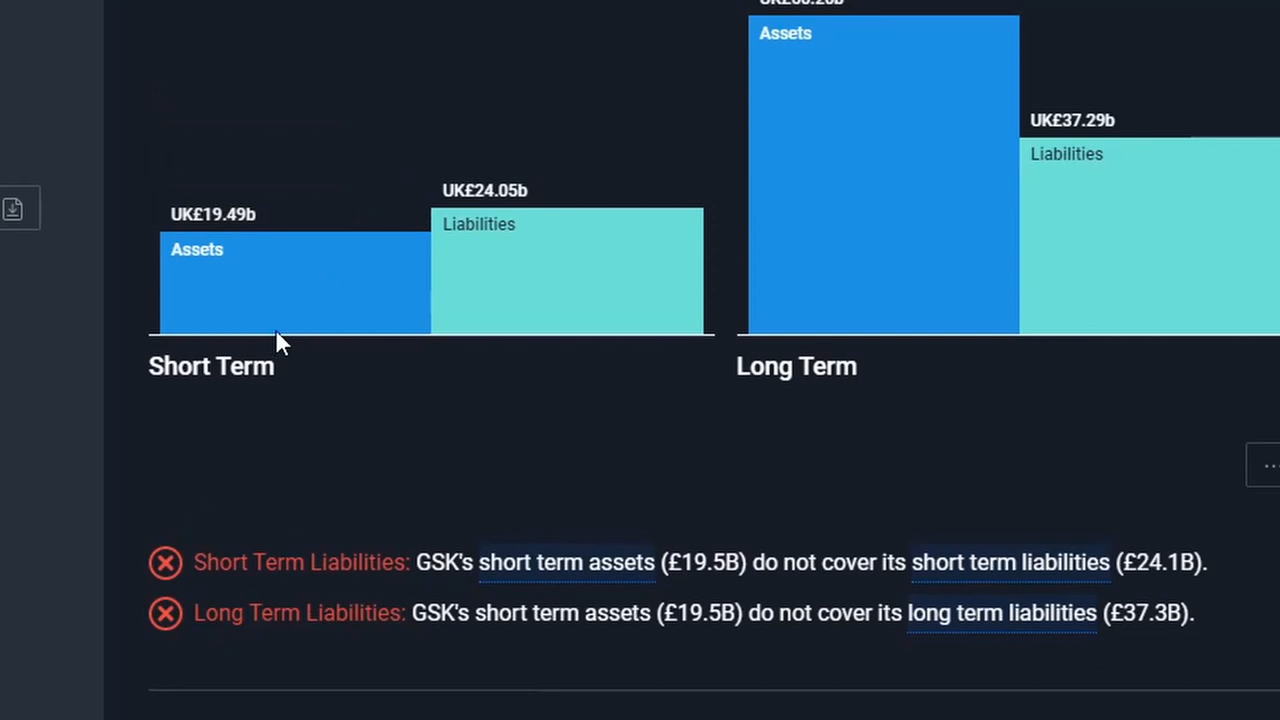 Assets
UK£37.29b
Liabilities
UK£24.05b
Liabilities
UK£19.49b
Assets
Short Term
Long Term
Short Term Liabilities: GSK's short term assets (£19.5B) do not cover its short term liabilities (£24.1B).
Long Term Liabilities: GSK's short term assets (£19.5B) do not cover its long term liabilities (£37.3B).